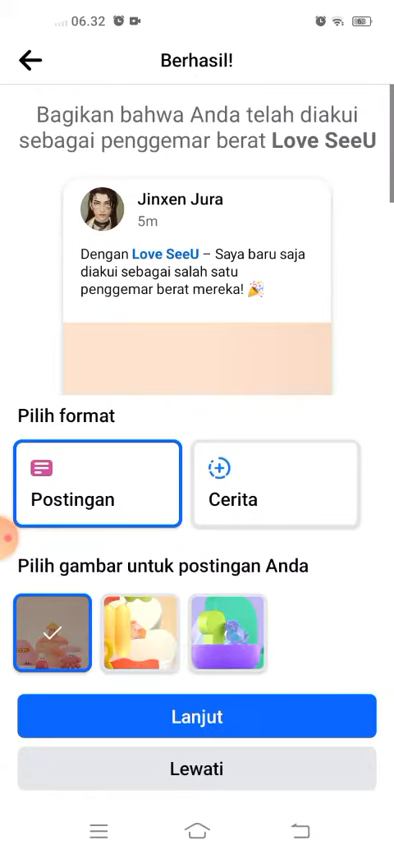 06.32
Berhasil!
Bagikan bahwa Anda telah diakui
sebagai penggemar berat Love SeeU
Jinxen Jura
5m
Dengan Love SeeU – Saya baru saja
diakui sebagai salah satu
penggemar berat mereka! 🎉
Pilih format
Postingan
Cerita
Pilih gambar untuk postingan Anda
Lanjut
Lewati